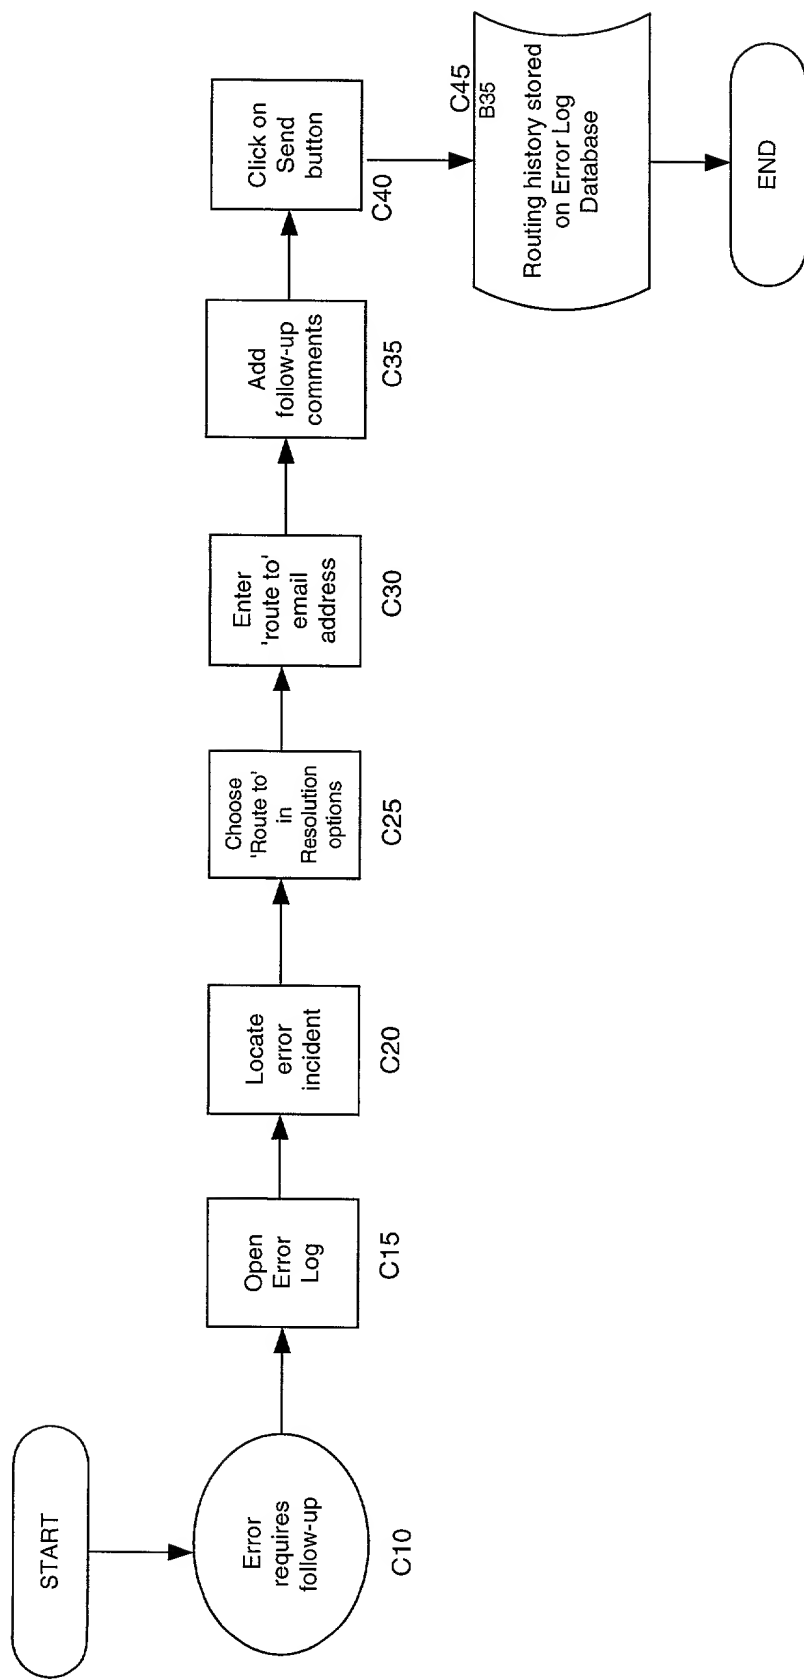 START
Error
requires
follow-up
C10
Open
Error
Log
C15
Locate
error
incident
C20
Choose
'Route to'
in
Resolution
options
C25
Enter
'route to'
email
address
C30
Add
follow-up
comments
C35
Click on
Send
button
C40
C45
B35
Routing history stored
on Error Log
Database
END